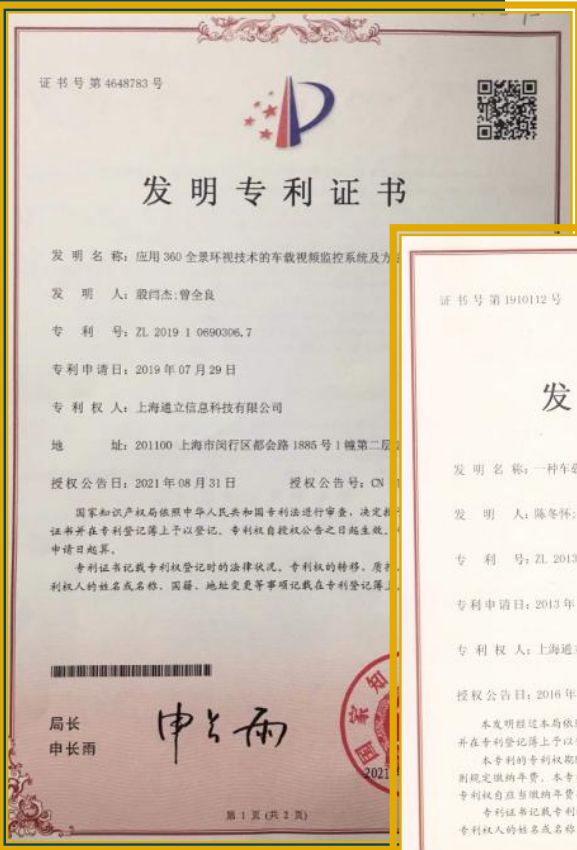 证书号第4648783号
发明专利证书
发 明 名 称：应用360全景环视技术的车载视频监控系统及方
发 明 人：殷闫杰;曾全良
专 利 号：ZL 2019 1 0690306.7
专利申请日：2019年07月29日
专 利 权 人：上海通立信息科技有限公司
地 址：201100 上海市闵行区都会路1885号1幢第二层
授权公告日：2021年08月31日 授权公告号：CN
国家知识产权局依照中华人民共和国专利法进行审查，决定
证书并在专利登记簿上予以登记。专利权自授权公告之日起生效。
申请日起算。
专利证书记载专利权登记时的法律状况。专利权的转移、质
利权人的姓名或名称、国籍、地址变更等事项记载在专利登记簿上
局长
申长雨
申长雨
国家知
2021
第1页(共2页)
证书号第1910112号
发
发 明 名 称：一种车
发 明 人：陈冬怀;
专 利 号：ZL 2013
专利申请日：2013年
专 利 权 人：上海通
授权公告日：2016年
本发明经过本局依
并在专利登记簿上予以
本专利的专利权期
则规定缴纳年费。本专
专利权自应当缴纳年费
专利证书记载专利
专利权人的姓名或名称